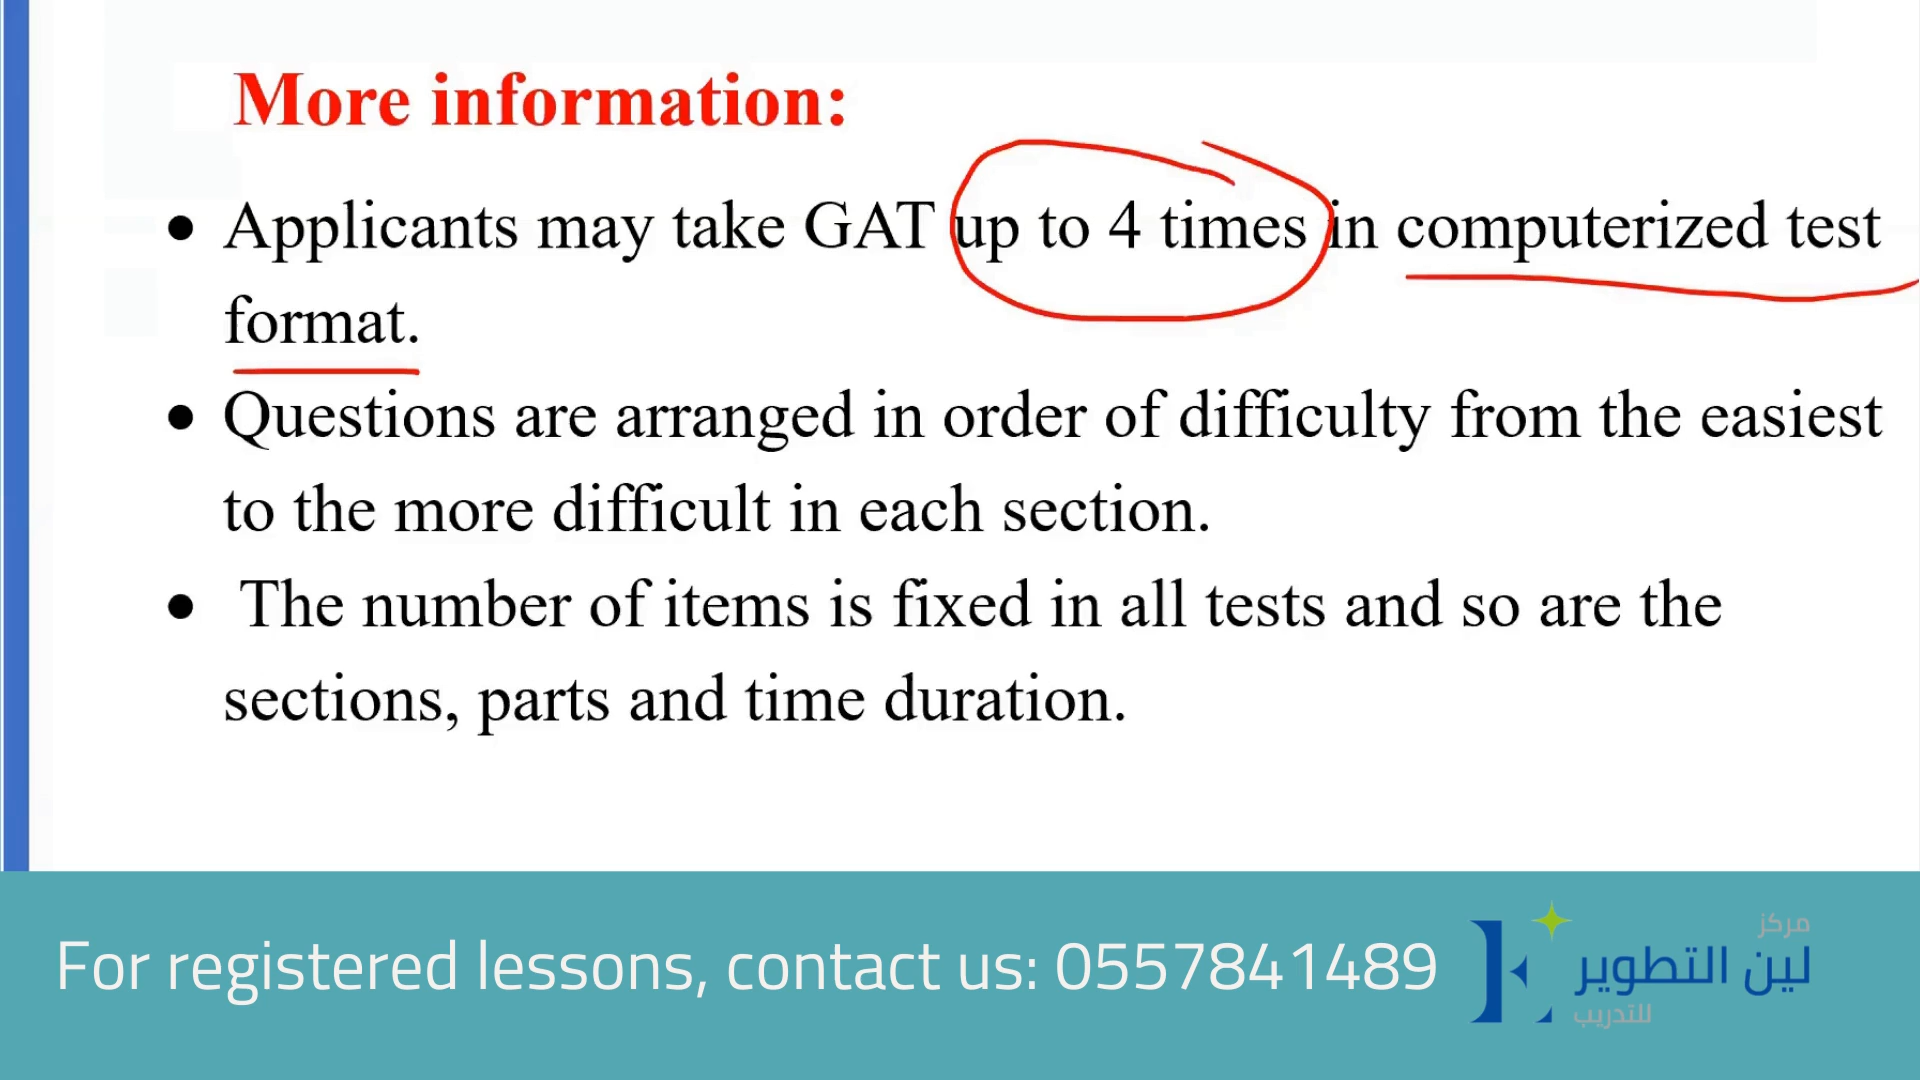 More information:
● Applicants may take GAT up to 4 times in computerized test
format.
● Questions are arranged in order of difficulty from the easiest
to the more difficult in each section.
● The number of items is fixed in all tests and so are the
sections, parts and time duration.
For registered lessons, contact us: 0557841489
مركز
لين التطوير
للتدريب